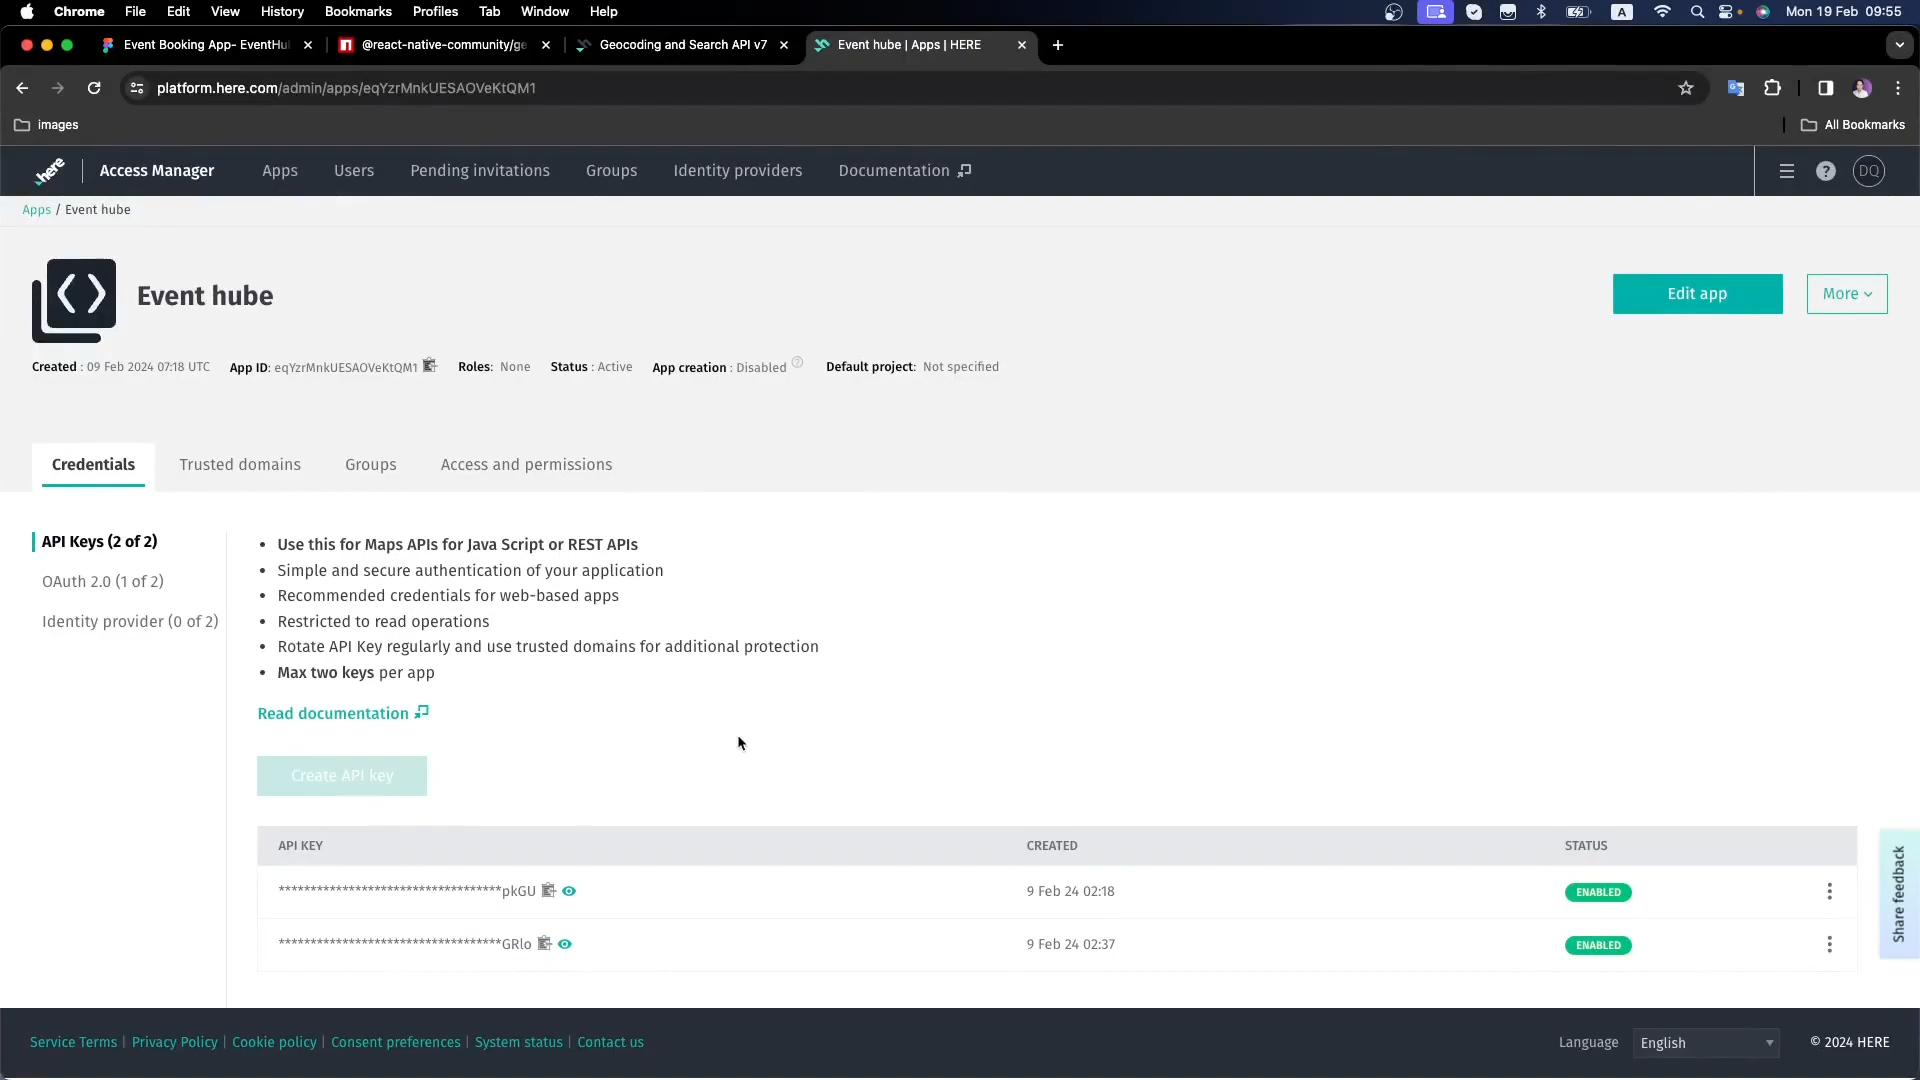 Chrome File Edit View History Bookmarks Profiles Tab Window Help A Mon 19 Feb 09:55
Event Booking App- EventHu @react-native-community/ge Geocoding and Search API v7 Event hube | Apps | HERE
platform.here.com/admin/apps/eqYzrMnkUESAOVeKtQM1
images All Bookmarks
here Access Manager Apps Users Pending invitations Groups Identity providers Documentation ? DQ
Apps / Event hube
Event hube
Edit app More
Created : 09 Feb 2024 07:18 UTC App ID: eqYzrMnkUESAOVeKtQM1 Roles: None Status : Active App creation : Disabled ? Default project: Not specified
Credentials Trusted domains Groups Access and permissions
API Keys (2 of 2)
OAuth 2.0 (1 of 2)
Identity provider (0 of 2)
• Use this for Maps APIs for Java Script or REST APIs
• Simple and secure authentication of your application
• Recommended credentials for web-based apps
• Restricted to read operations
• Rotate API Key regularly and use trusted domains for additional protection
• Max two keys per app
Read documentation
Create API key
API KEY CREATED STATUS
***********************************pkGU 9 Feb 24 02:18 ENABLED
***********************************GRlo 9 Feb 24 02:37 ENABLED
Share feedback
Service Terms | Privacy Policy | Cookie policy | Consent preferences | System status | Contact us
Language English © 2024 HERE